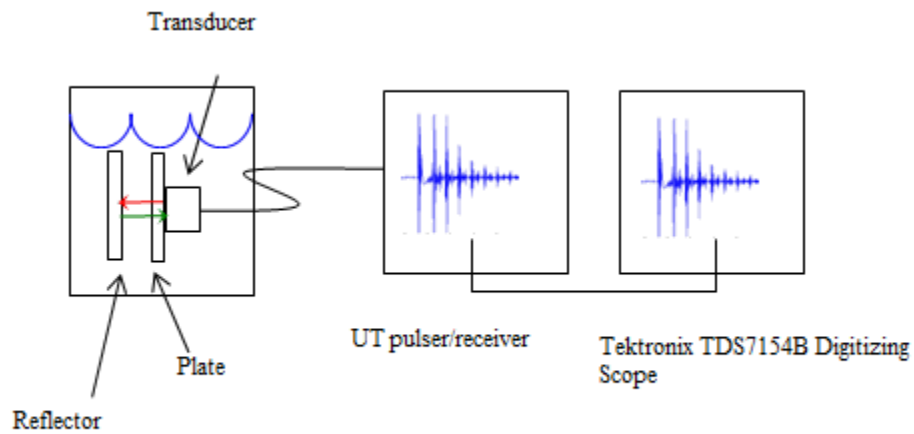 Transducer
UT pulser/receiver
Tektronix TDS7154B Digitizing
Scope
Plate
Reflector